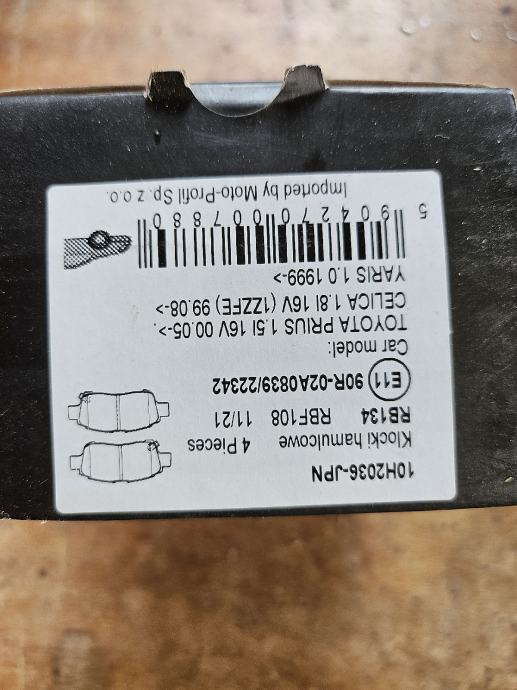 10H2036-JPN
Klocki hamulcowe 4 Pieces
RB134 RBF108 11/21
E11 90R-02A0839/22342
Car model:
TOYOTA PRIUS 1.5I 16V 00.05->.
CELICA 1.8I 16V (1ZZFE) 99.08->
YARIS 1.0 1999->
5 904270 007880
Imported by Moto-Profil Sp. z o.o.